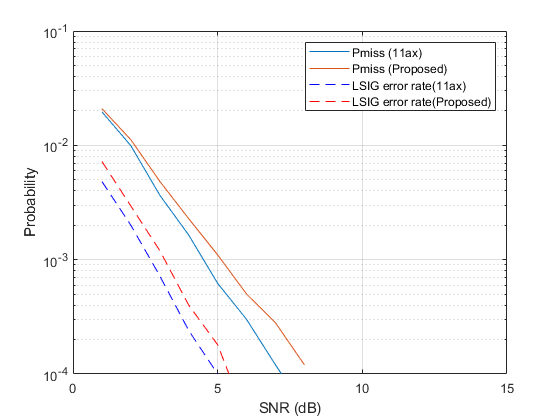 10-1
10-2
10-3
10-4
Probability
0 5 10 15
SNR (dB)
Pmiss (11ax)
Pmiss (Proposed)
LSIG error rate(11ax)
LSIG error rate(Proposed)